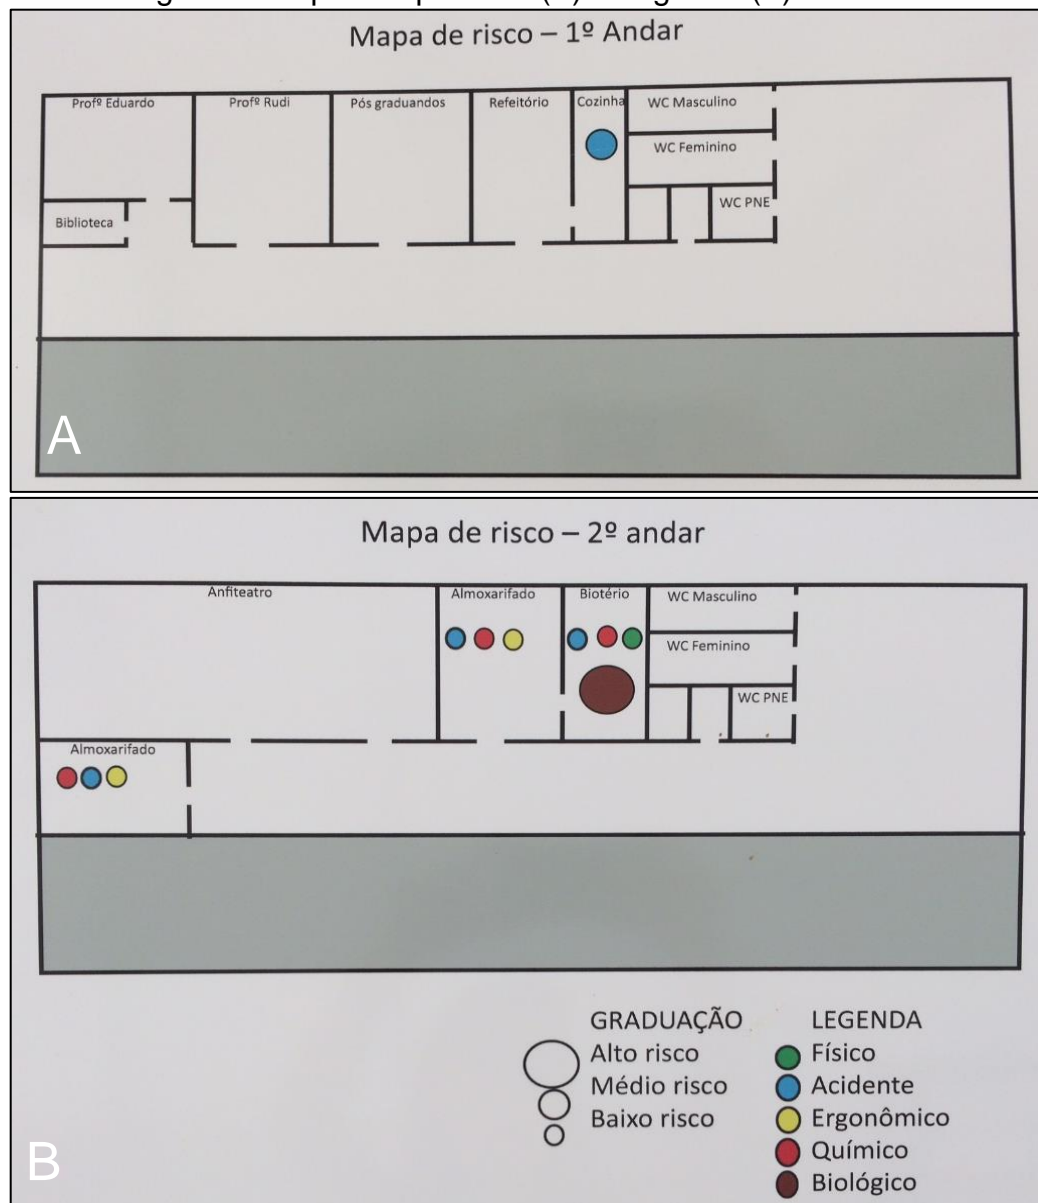 Mapa de risco – 1º Andar
Profº Eduardo
Profº Rudi
Pós graduandos
Refeitório
Cozinha
WC Masculino
WC Feminino
WC PNE
Biblioteca
A
Mapa de risco – 2º andar
Anfiteatro
Almoxarifado
Biotério
WC Masculino
WC Feminino
WC PNE
Almoxarifado
GRADUAÇÃO
Alto risco
Médio risco
Baixo risco
LEGENDA
Físico
Acidente
Ergonômico
Químico
Biológico
B